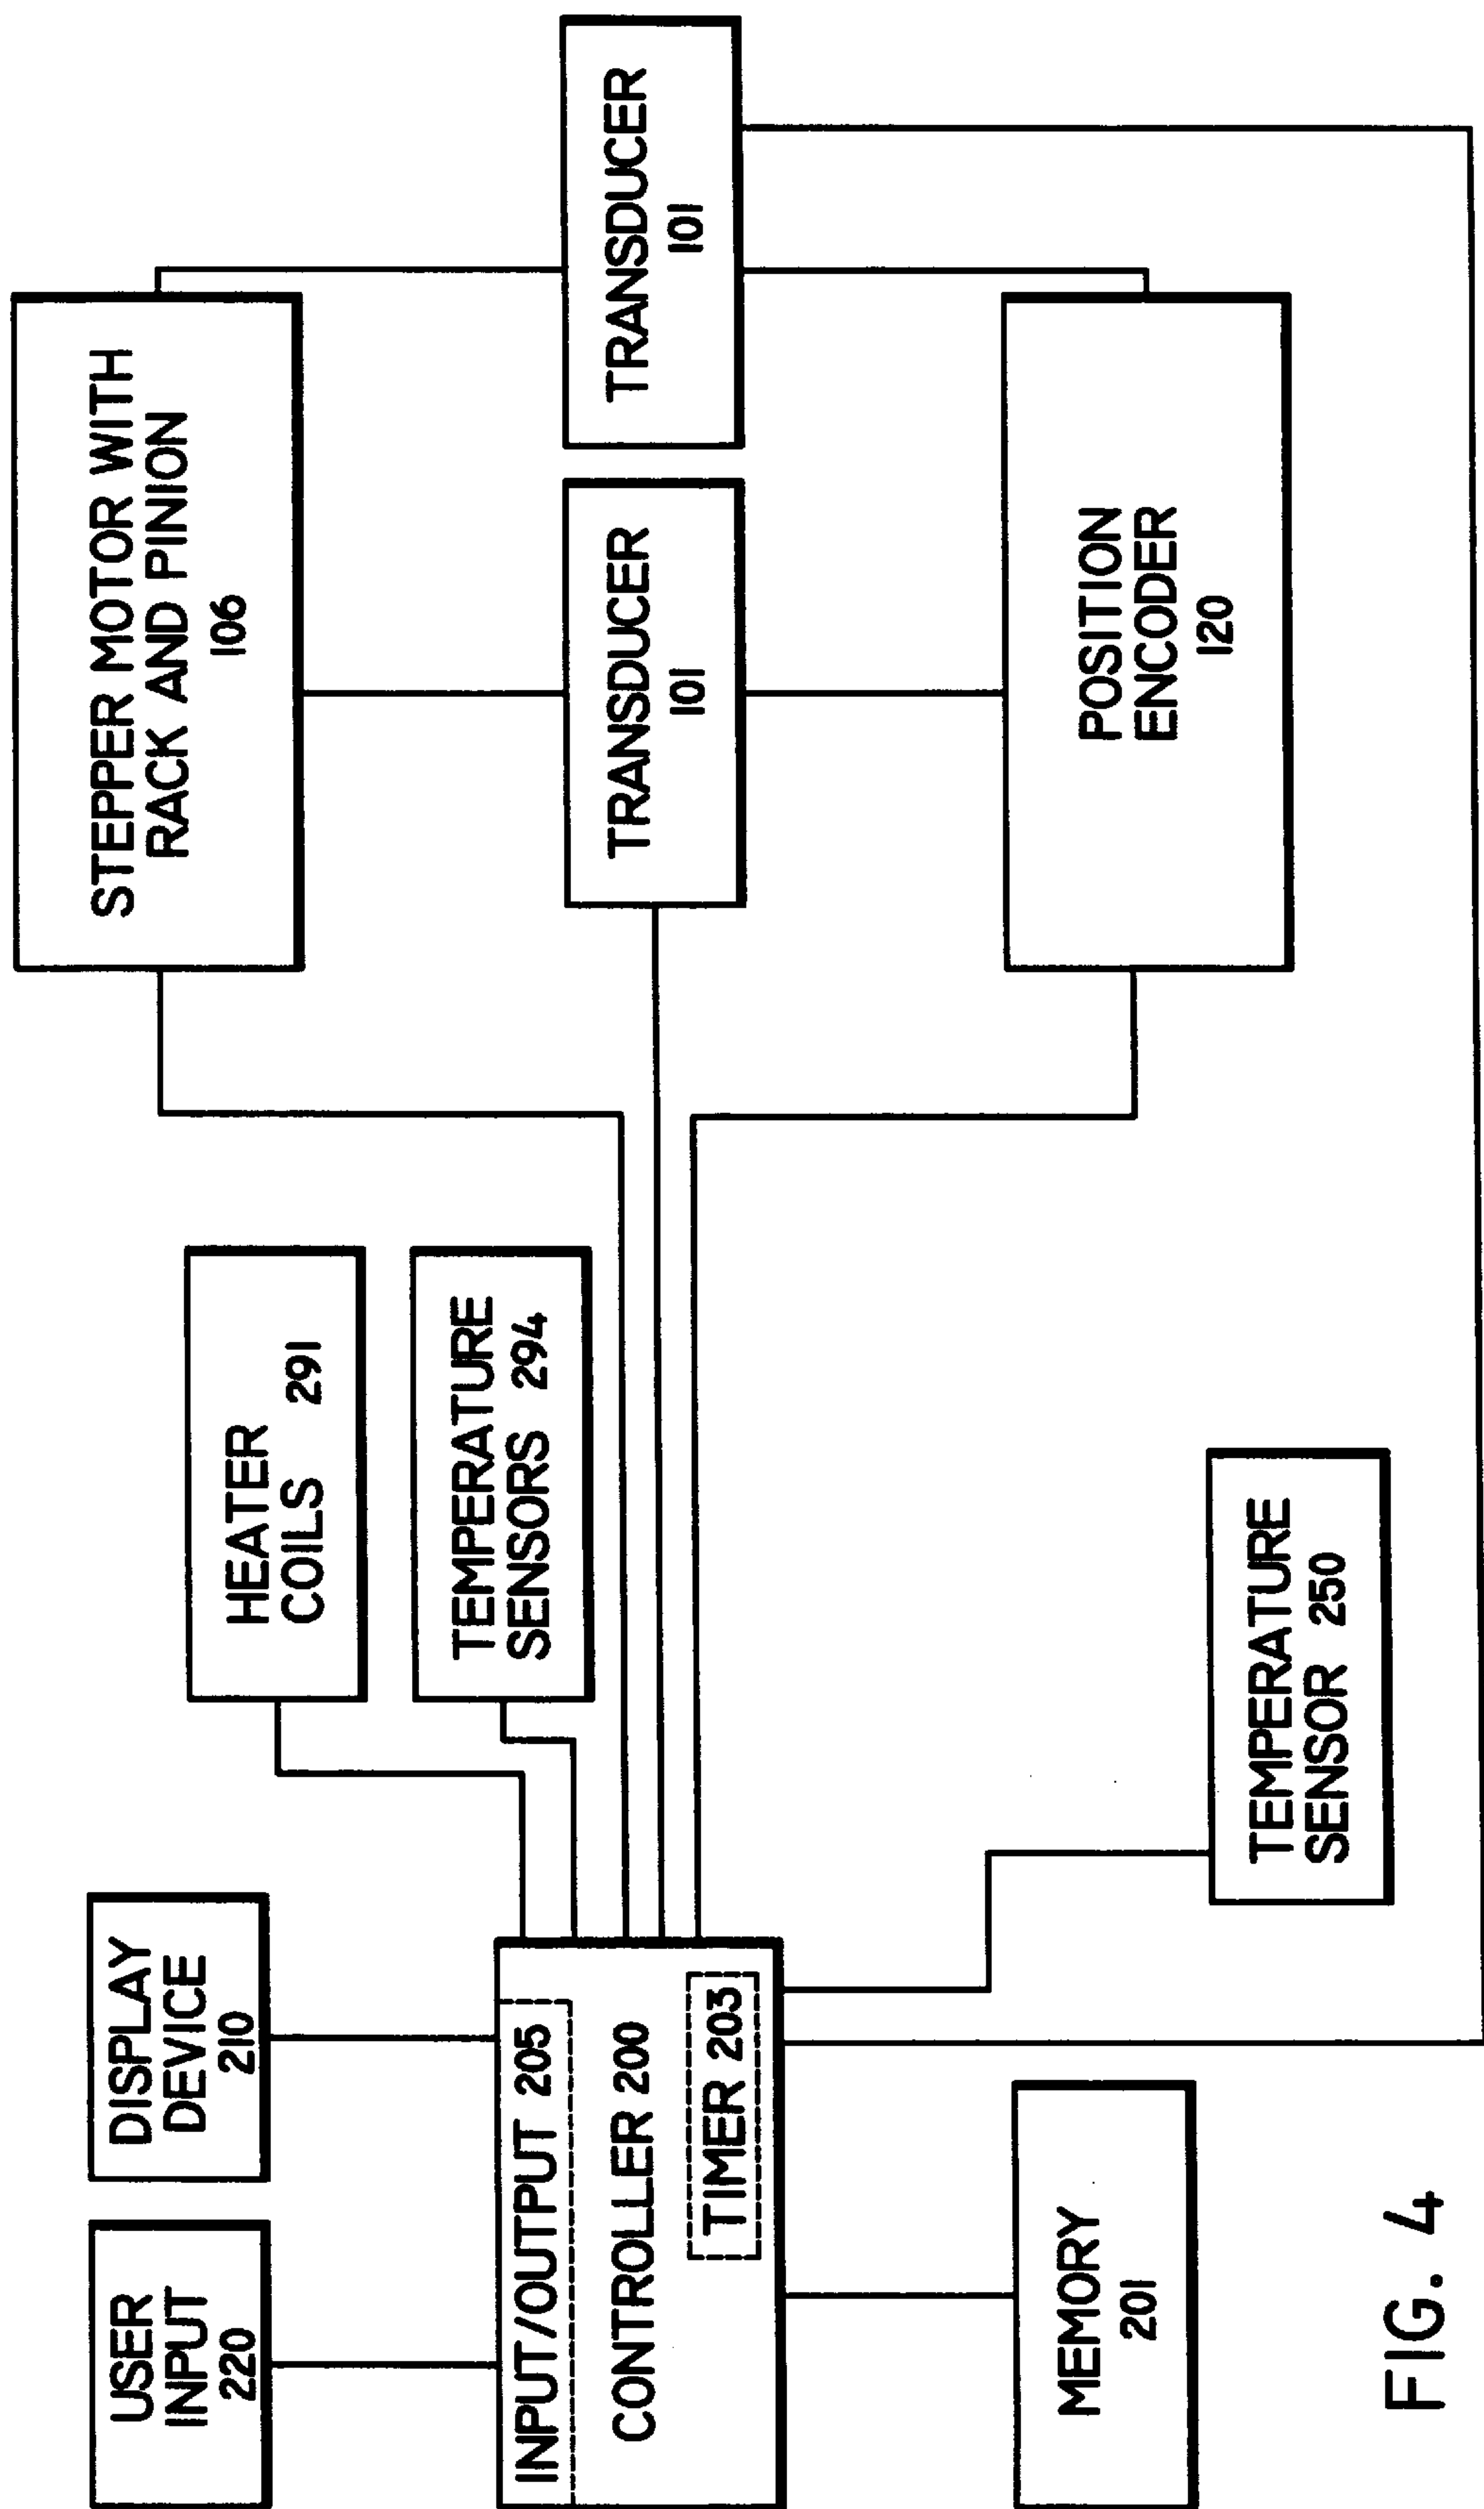 USER
INPUT
220
DISPLAY
DEVICE
210
INPUT/OUTPUT 205
CONTROLLER 200
TIMER 203
MEMORY
201
HEATER
COILS 291
TEMPERATURE
SENSORS 294
TEMPERATURE
SENSOR 250
STEPPER MOTOR WITH
RACK AND PINION
106
TRANSDUCER
101
TRANSDUCER
101
POSITION
ENCODER
120
FIG. 4